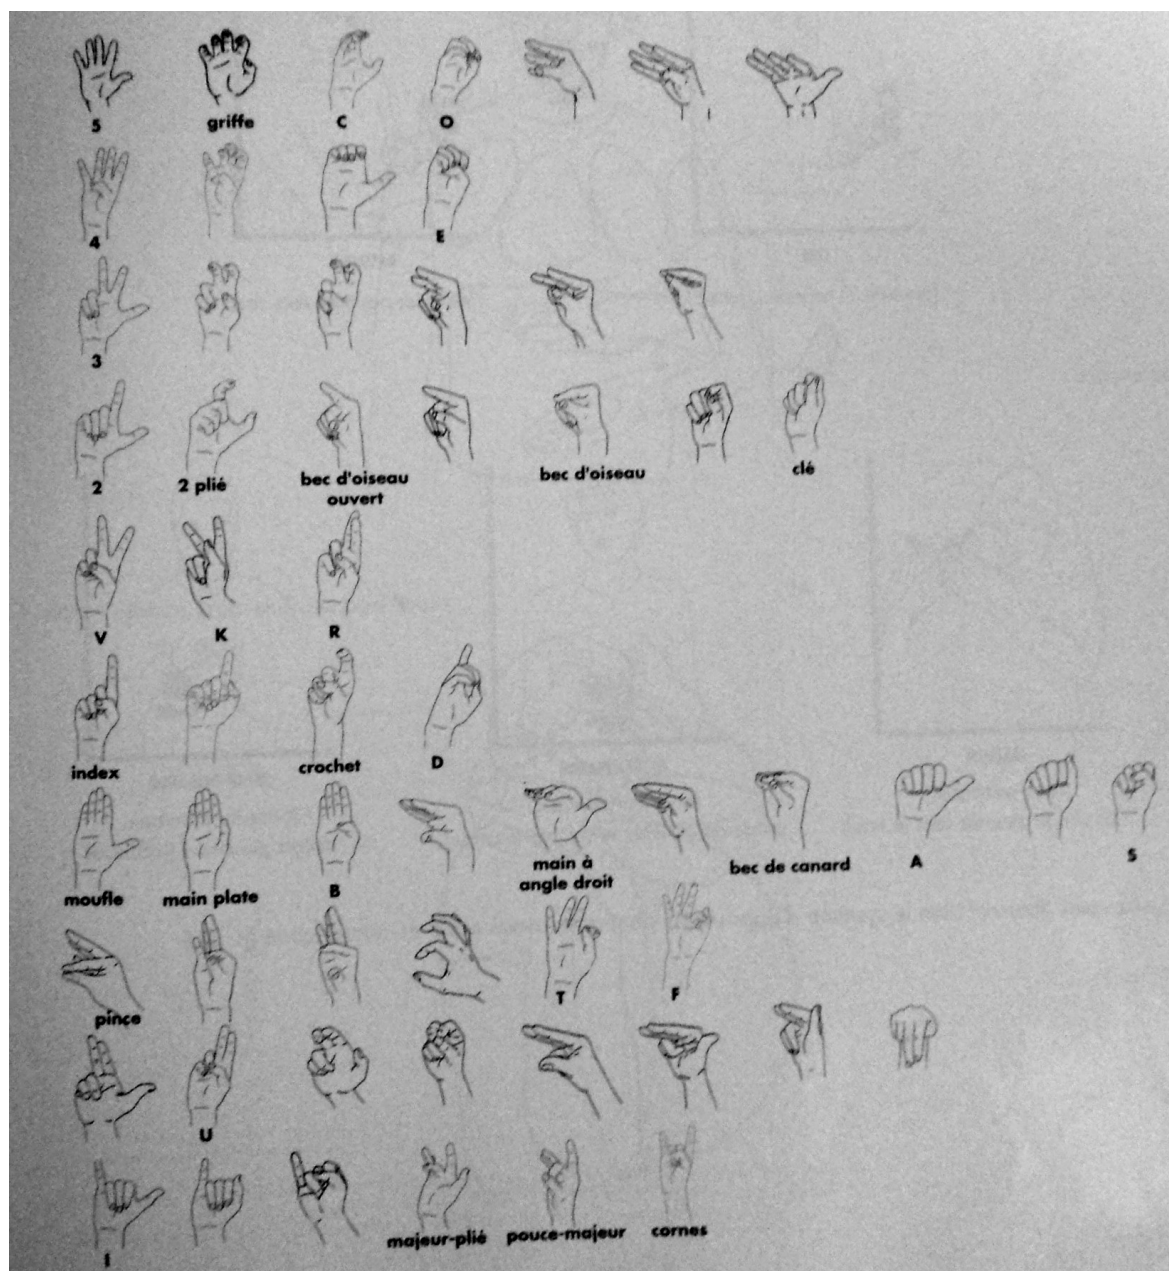 5 griffe C O
4 E
3
2 2 plié bec d'oiseau bec d'oiseau clé
ouvert
V K R
index crochet D
moufle main plate B main à bec de canard A S
angle droit
pince T F
U
I majeur-plié pouce-majeur cornes